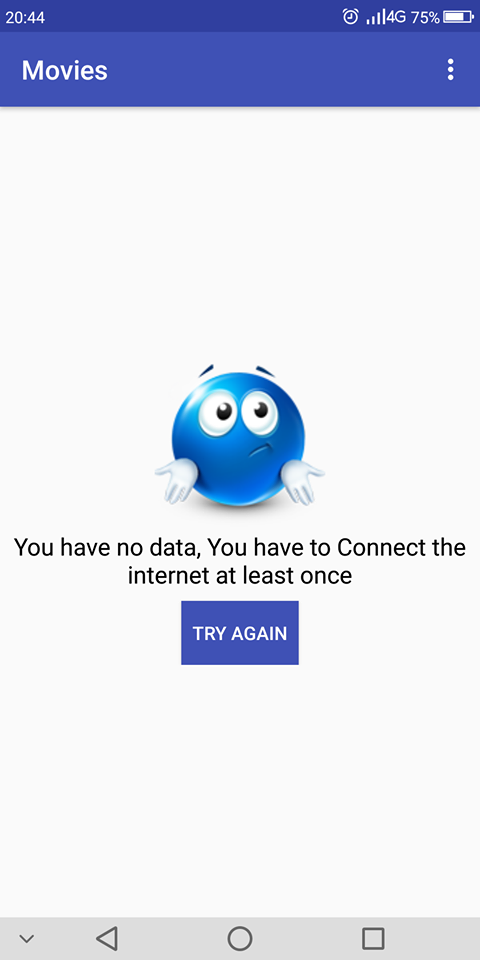 20:44 4G 75%
Movies
You have no data, You have to Connect the
internet at least once
TRY AGAIN